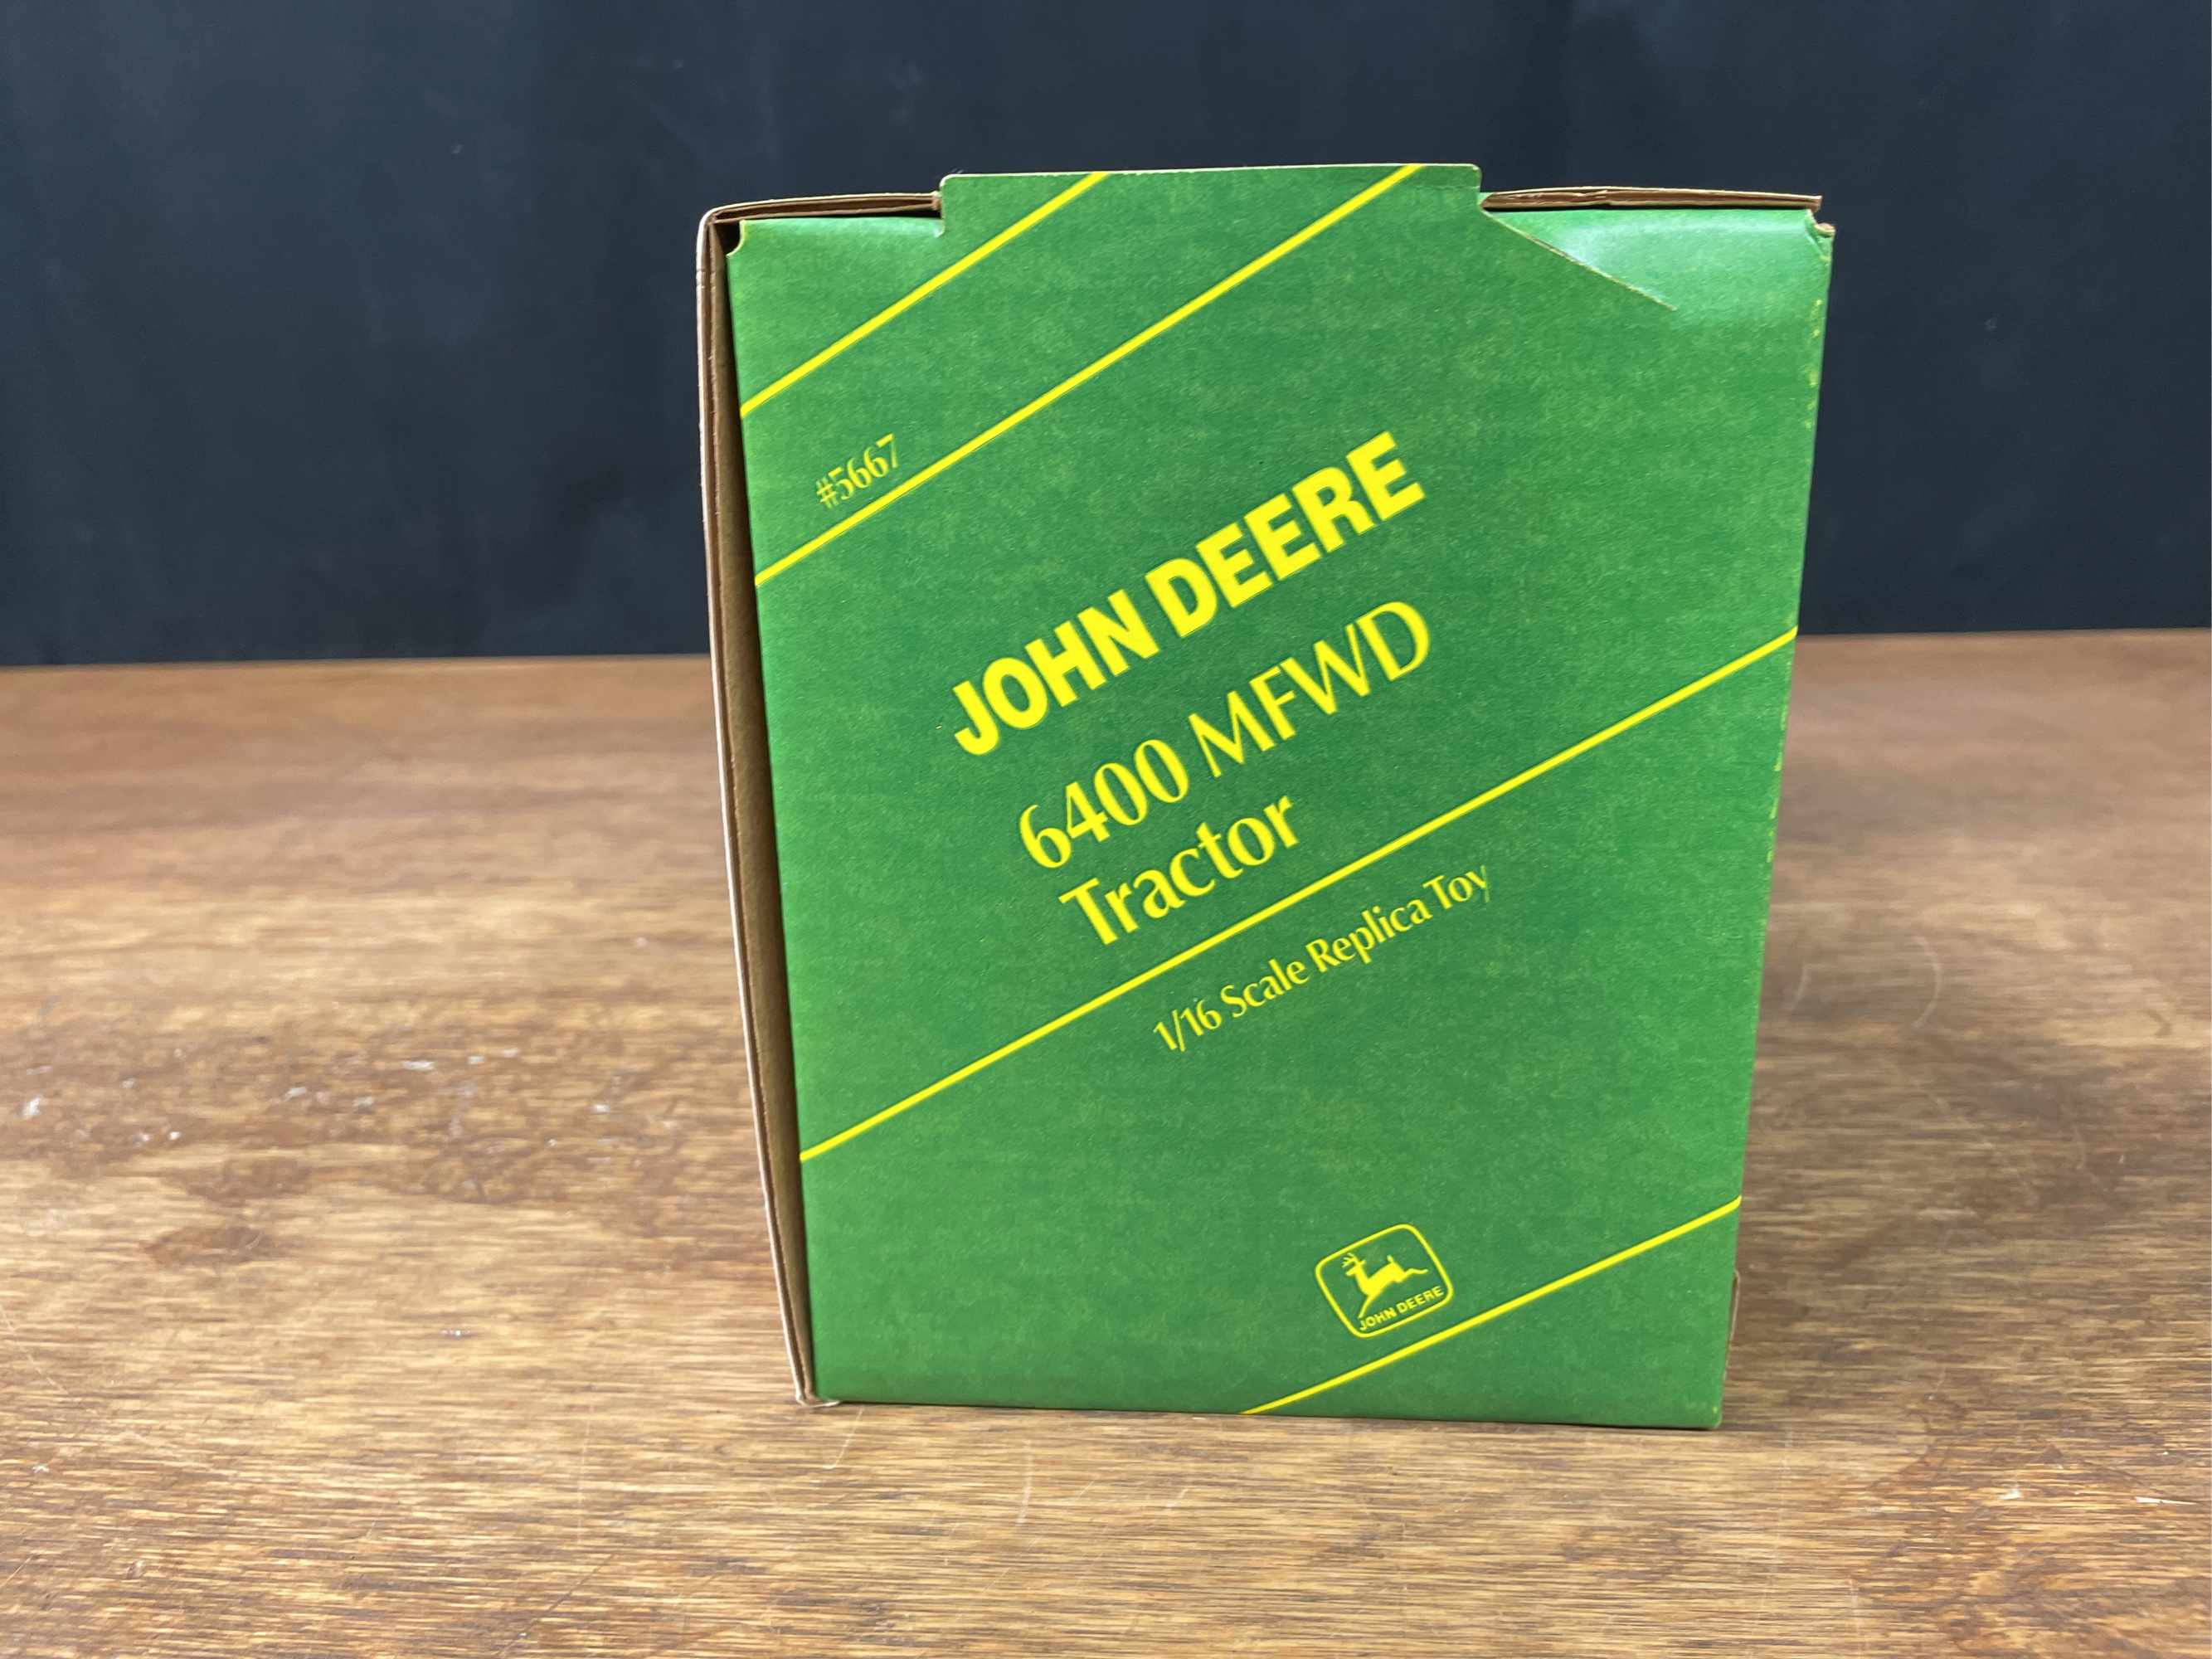 #5667
JOHN DEERE
6400 MFWD
Tractor
1/16 Scale Replica Toy
JOHN DEERE